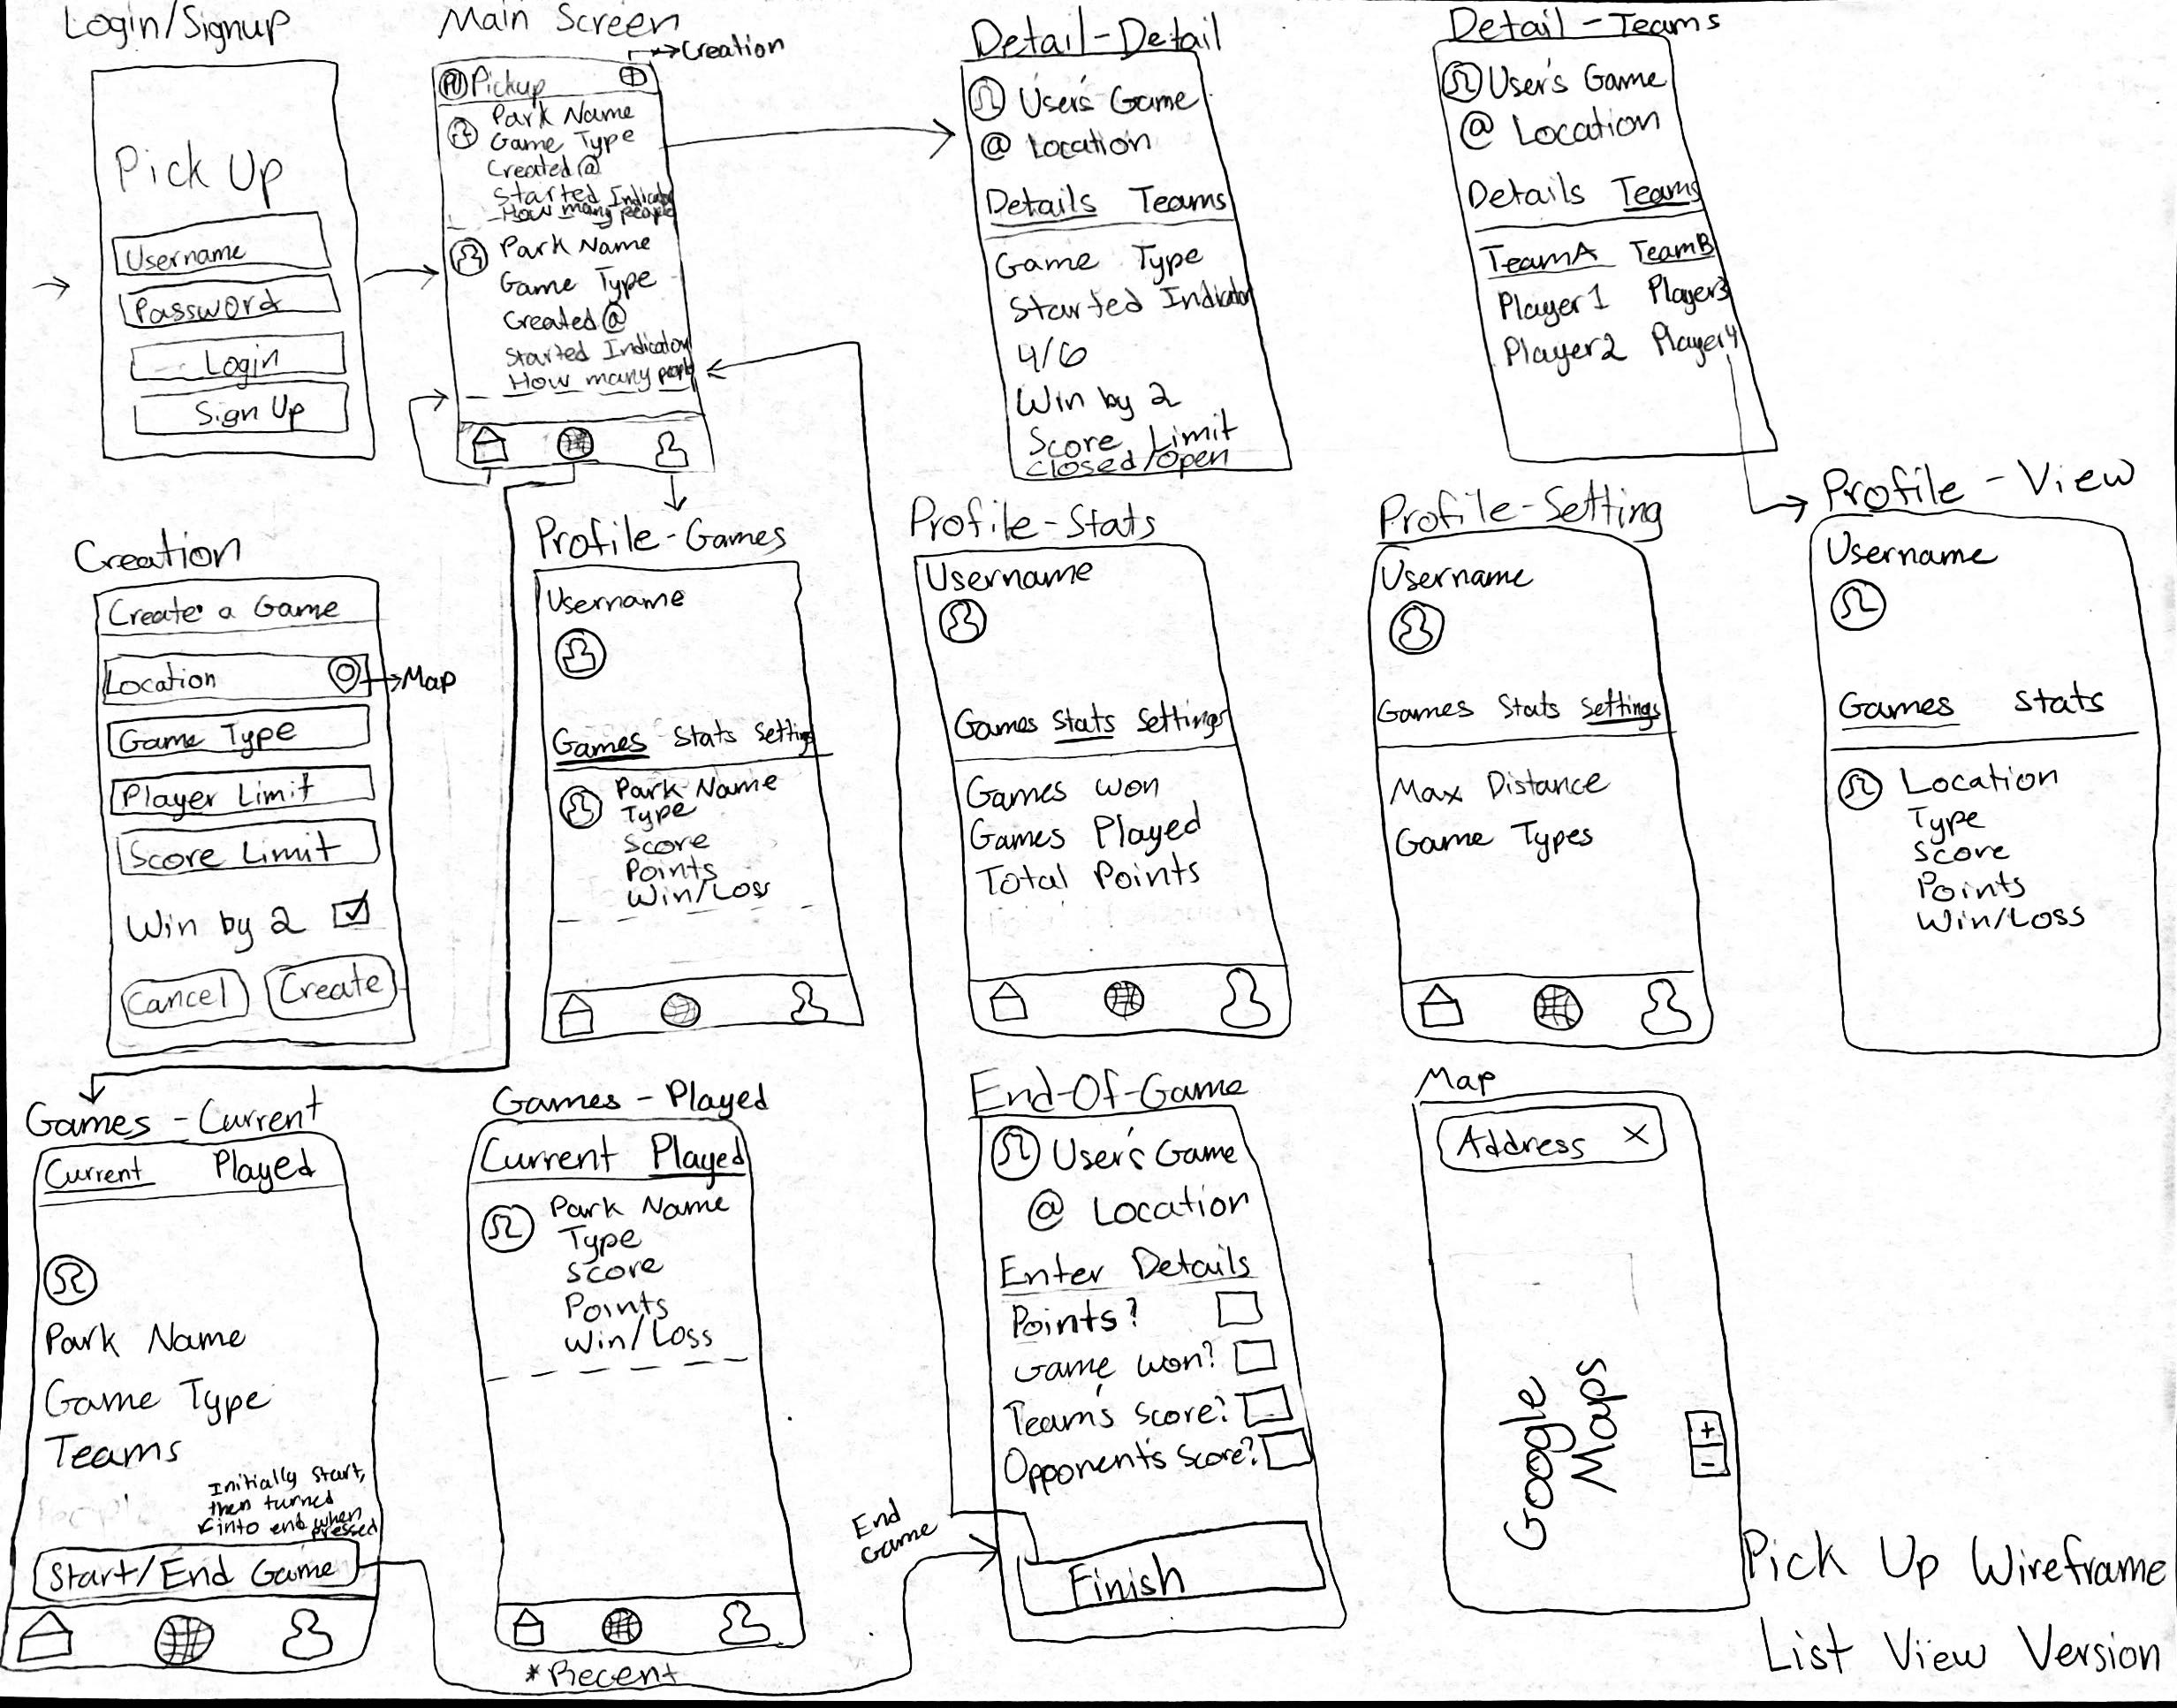 Login/Signup
Pick Up
Username
Password
Login
Sign Up
Main Screen
Creation
PU Pickup
Park Name
Game Type
Created @
Started Indicator
How many people
Park Name
Game Type
Created @
Started Indicator
How many people
Detail-Detail
User's Game
@ Location
Details Teams
Game Type
Started Indicator
4/6
Win by 2
Score Limit
Closed/Open
Detail-Teams
User's Game
@ Location
Details Teams
TeamA TeamB
Player1 Player3
Player2 Player4
Creation
Create a Game
Location
Map
Game Type
Player Limit
Score Limit
Win by 2
Cancel Create
Profile-Games
Username
Games Stats Setting
Park Name
Type
Score
Points
Win/Loss
Profile-Stats
Username
Games Stats Settings
Games won
Games Played
Total Points
Profile-Setting
Username
Games Stats Settings
Max Distance
Game Types
Profile-View
Username
Games Stats
Location
Type
Score
Points
Win/Loss
Games-Current
Current Played
Park Name
Game Type
Teams
Initially start,
then turned
into end when
pressed
Start/End Game
Games-Played
Current Played
Park Name
Type
Score
Points
Win/Loss
*Recent
End
Game
End-Of-Game
User's Game
@ Location
Enter Details
Points?
Game won?
Team's Score?
Opponent's Score?
Finish
Map
Address X
Google
Maps
+
-
Pick Up Wireframe
List View Version